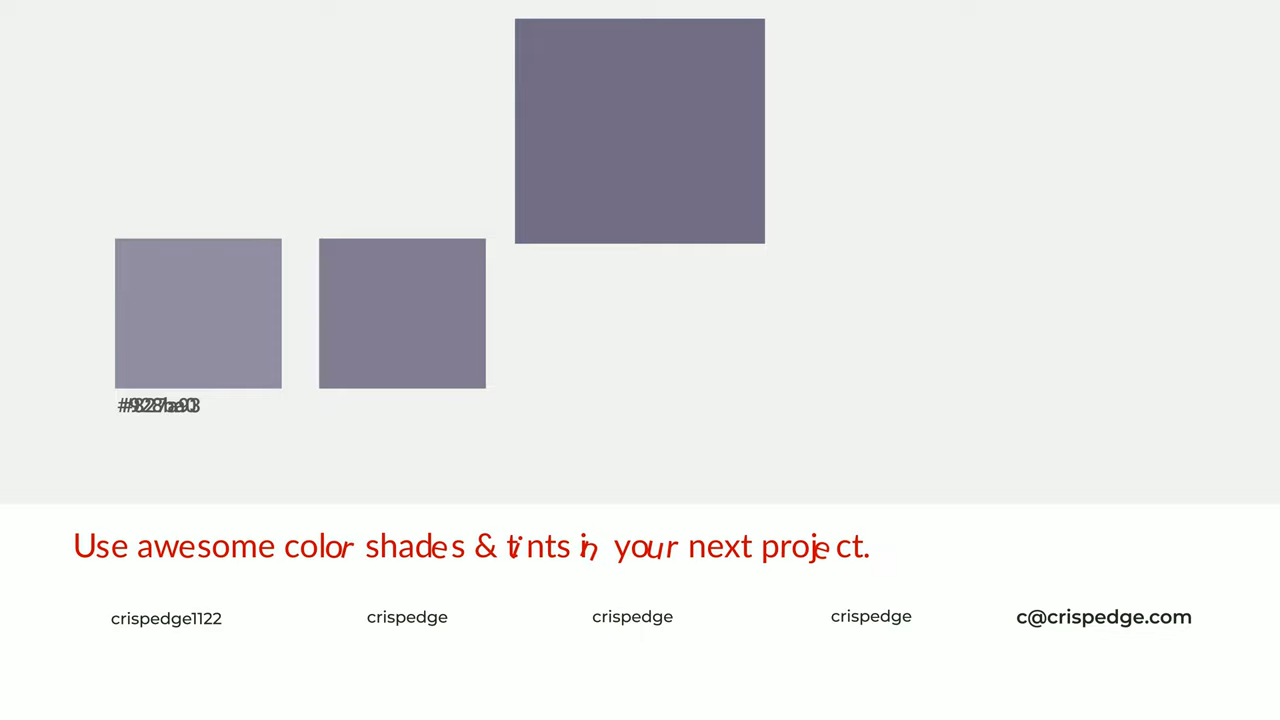 Use awesome color shades & tints in your next project.
crispedge1122 crispedge crispedge crispedge c@crispedge.com